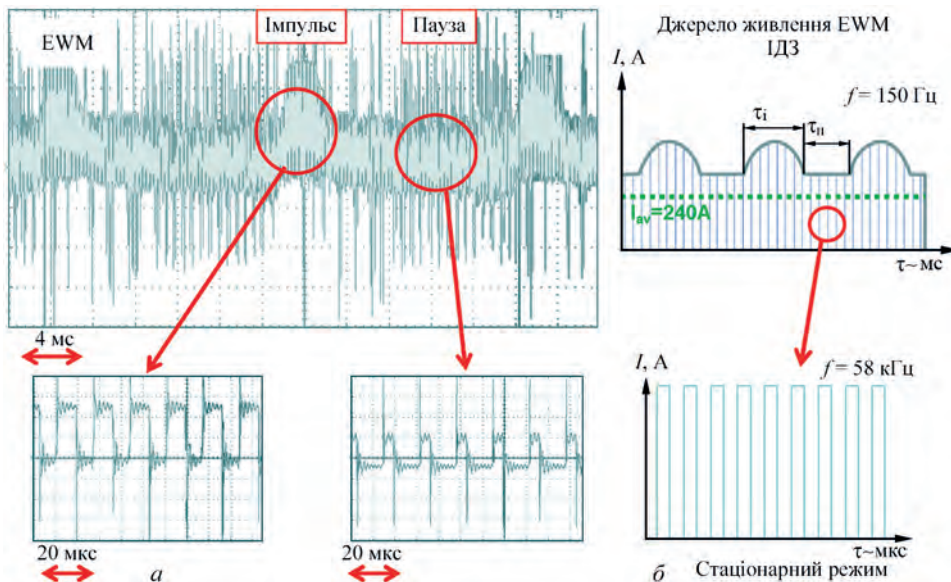 EWM
Імпульс
Пауза
4 мс
20 мкс
20 мкс
а
Джерело живлення EWM
ІДЗ
I, А
f = 150 Гц
τі
τп
Iav=240A
τ~мс
I, А
f = 58 кГц
τ~мкс
б
Стаціонарний режим